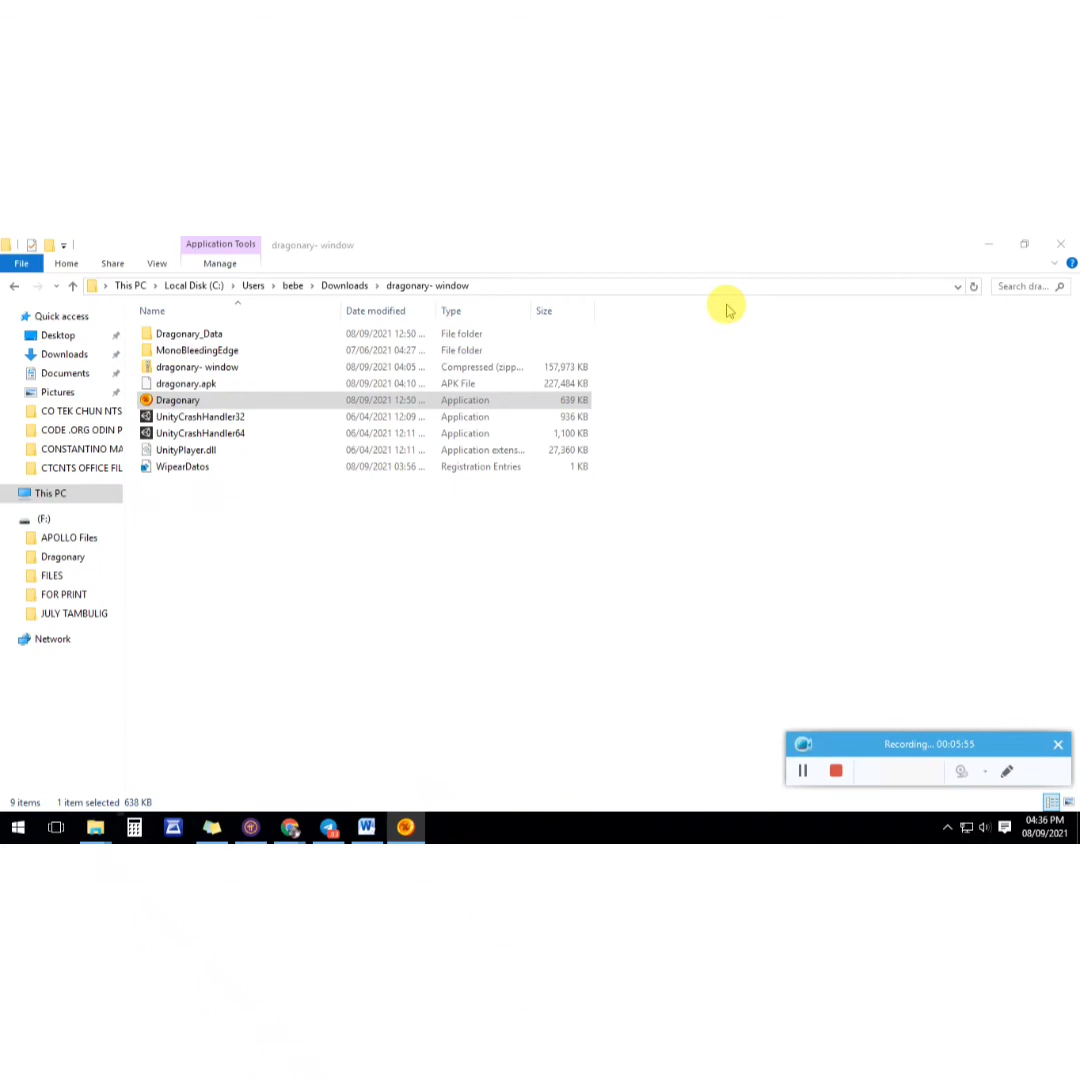 Application Tools dragonary- window
File Home Share View Manage
This PC Local Disk (C:) Users bebe Downloads dragonary- window Search dra...
Name Date modified Type Size
Quick access
Desktop
Downloads
Documents
Pictures
CO TEK CHUN NTS
CODE .ORG ODIN P
CONSTANTINO MA
CTCNTS OFFICE FIL
This PC
(F:)
APOLLO Files
Dragonary
FILES
FOR PRINT
JULY TAMBULIG
Network
Dragonary_Data 08/09/2021 12:50 ... File folder
MonoBleedingEdge 07/06/2021 04:27 ... File folder
dragonary- window 08/09/2021 04:05 ... Compressed (zipp... 157,973 KB
dragonary.apk 08/09/2021 04:10 ... APK File 227,484 KB
Dragonary 08/09/2021 12:50 ... Application 639 KB
UnityCrashHandler32 06/04/2021 12:09 ... Application 936 KB
UnityCrashHandler64 06/04/2021 12:11 ... Application 1,100 KB
UnityPlayer.dll 06/04/2021 12:11 ... Application extens... 27,360 KB
WipearDatos 08/09/2021 03:56 ... Registration Entries 1 KB
Recording... 00:05:55
9 items 1 item selected 638 KB
04:36 PM
08/09/2021